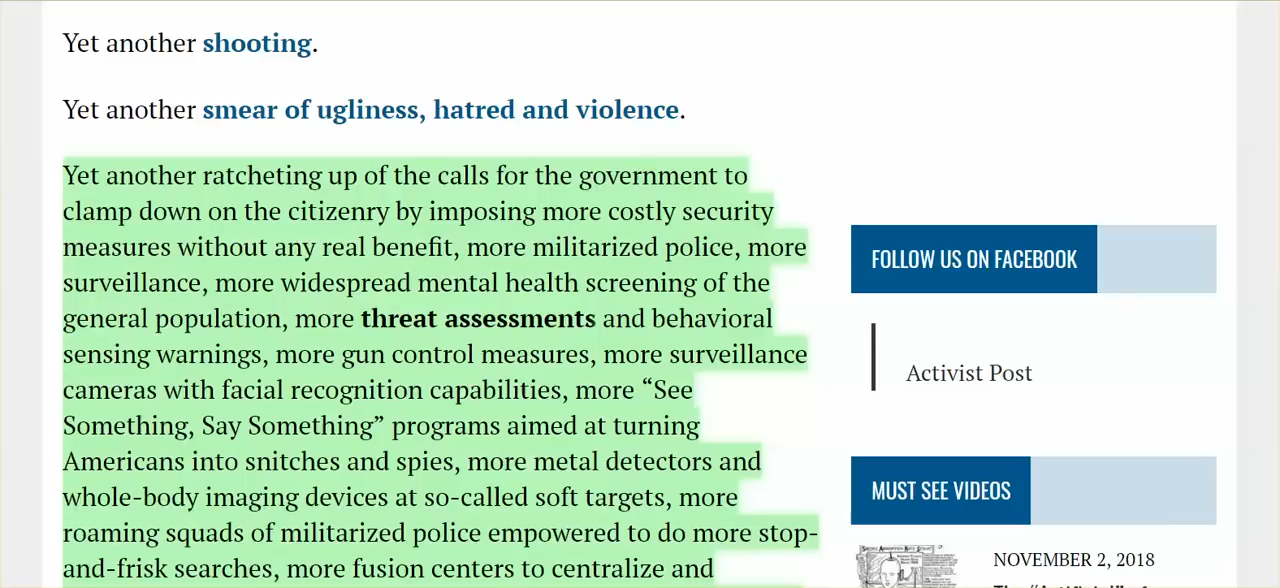 Yet another shooting.
Yet another smear of ugliness, hatred and violence.
Yet another ratcheting up of the calls for the government to
clamp down on the citizenry by imposing more costly security
measures without any real benefit, more militarized police, more
surveillance, more widespread mental health screening of the
general population, more threat assessments and behavioral
sensing warnings, more gun control measures, more surveillance
cameras with facial recognition capabilities, more “See
Something, Say Something” programs aimed at turning
Americans into snitches and spies, more metal detectors and
whole-body imaging devices at so-called soft targets, more
roaming squads of militarized police empowered to do more stop-
and-frisk searches, more fusion centers to centralize and
FOLLOW US ON FACEBOOK
Activist Post
MUST SEE VIDEOS
NOVEMBER 2, 2018